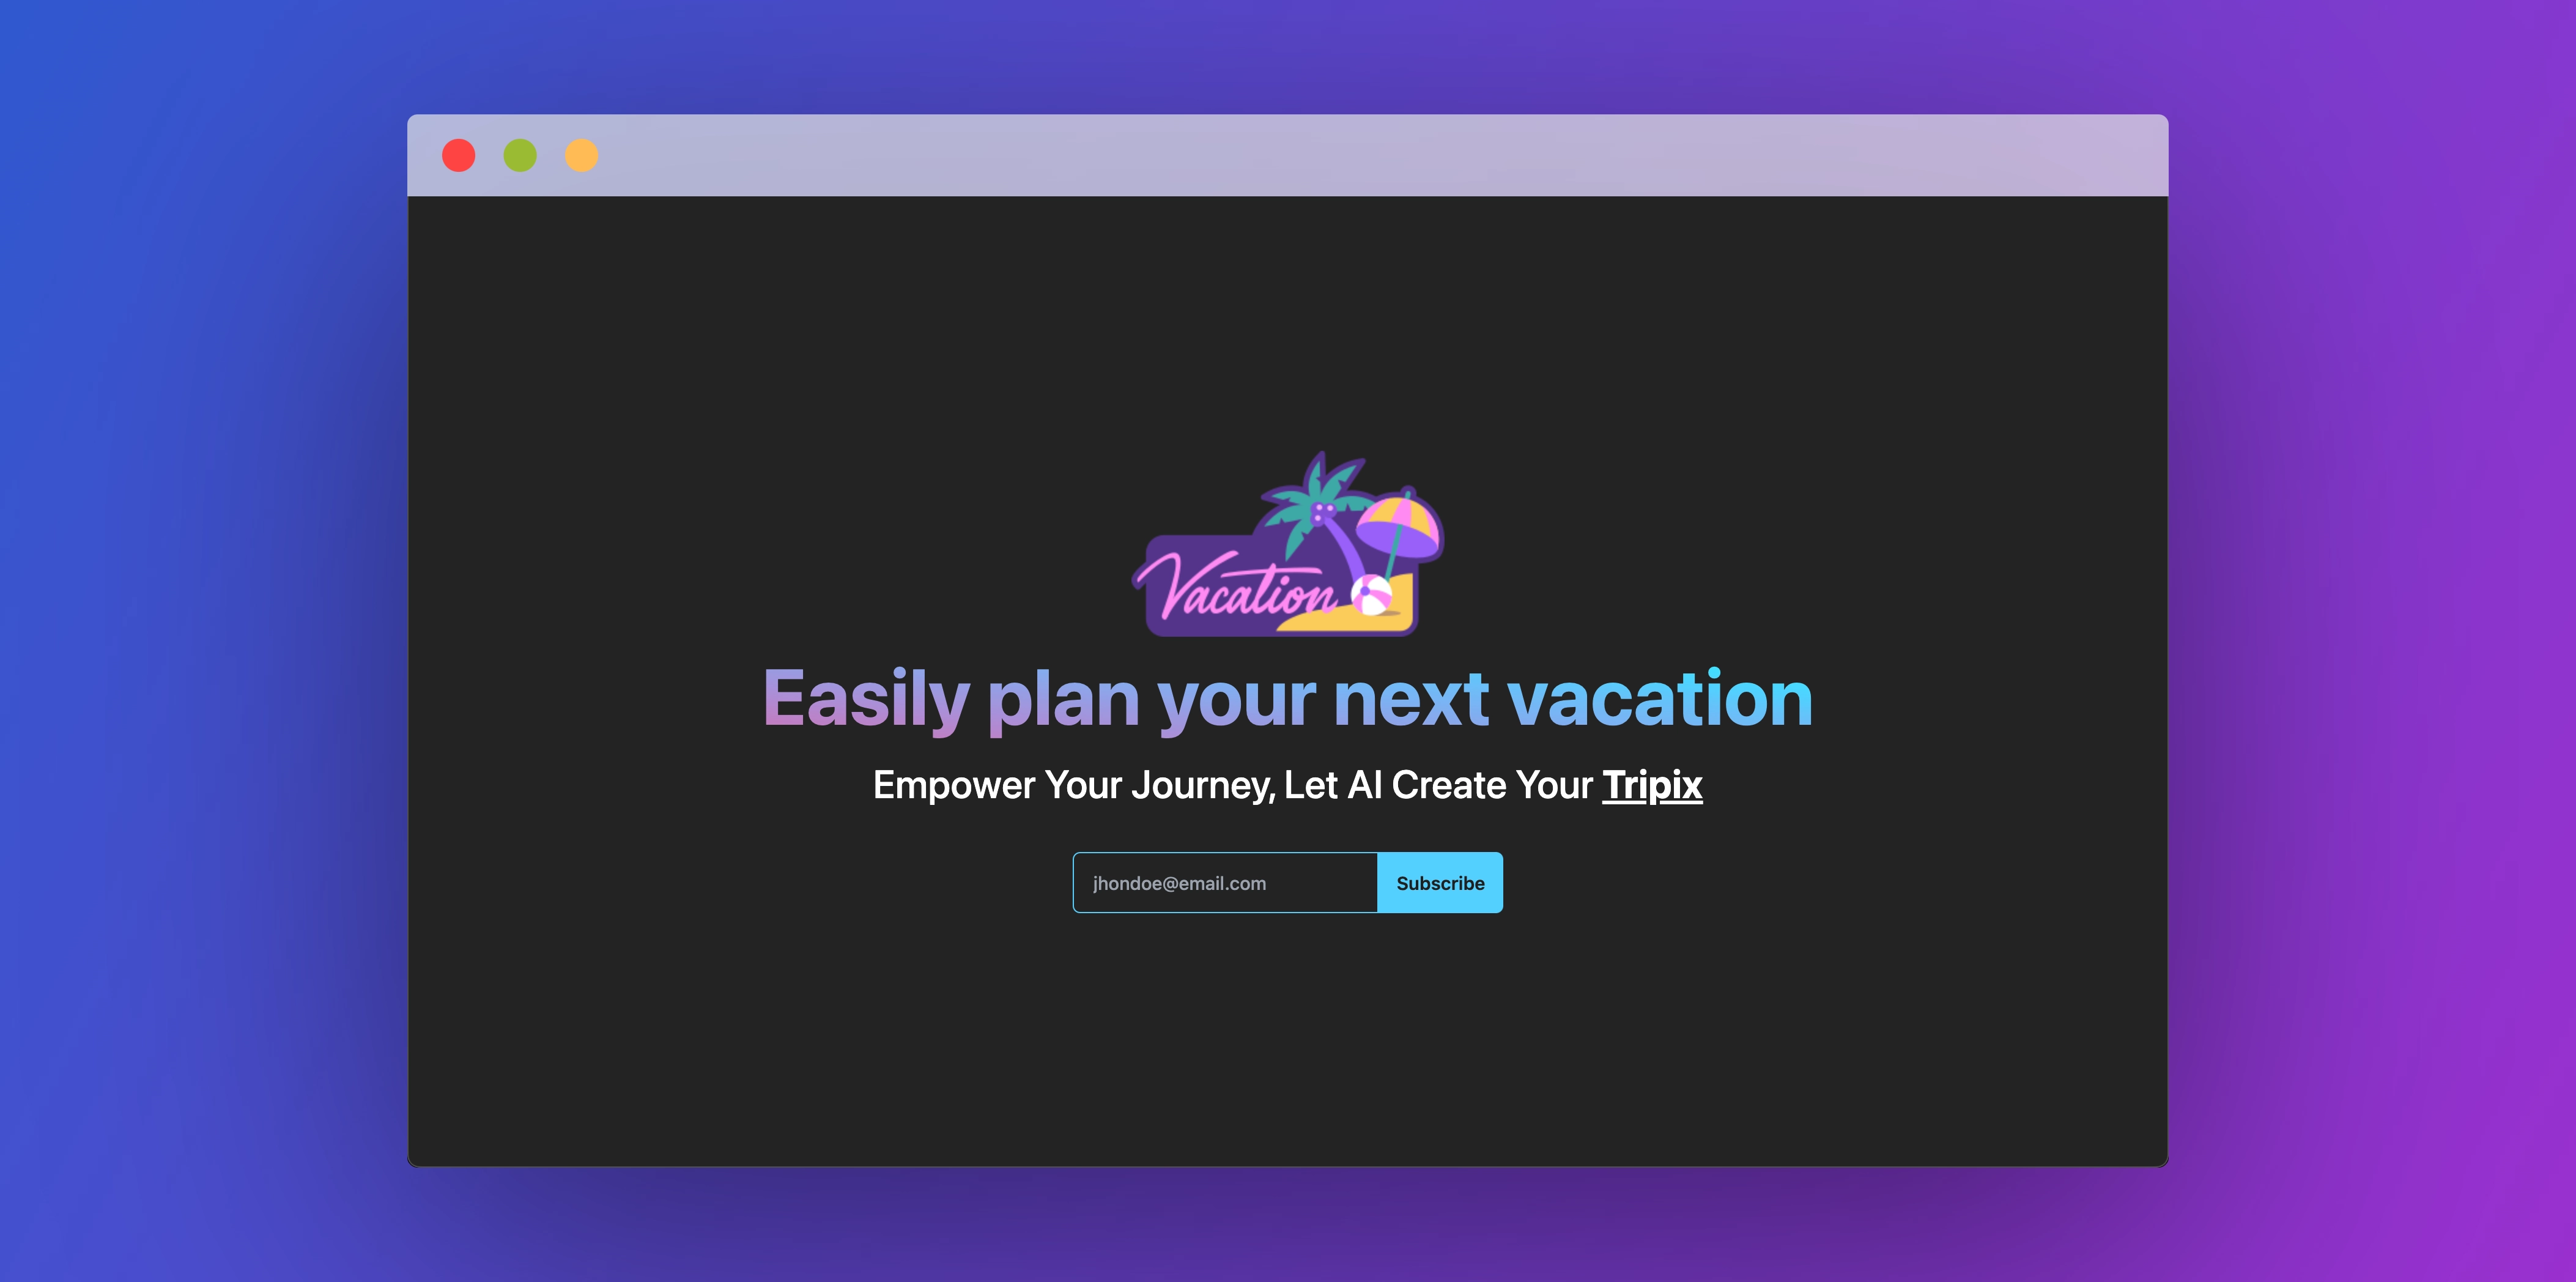 Vacation
Easily plan your next vacation
Empower Your Journey, Let AI Create Your Tripix
jhondoe@email.com
Subscribe